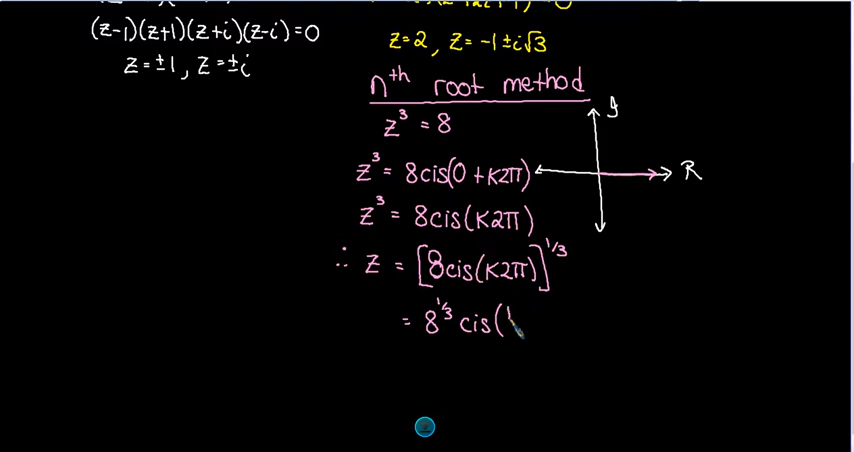 (z-1)(z+1)(z+i)(z-i)=0
z=±1, z=±i
z=2, z=-1±i√3
nth root method
z³ = 8
z³ = 8cis(0 + K2π)
z³ = 8cis(K2π)
∴ z = [8cis(K2π)]^1/3
= 8^1/3 cis(1
R